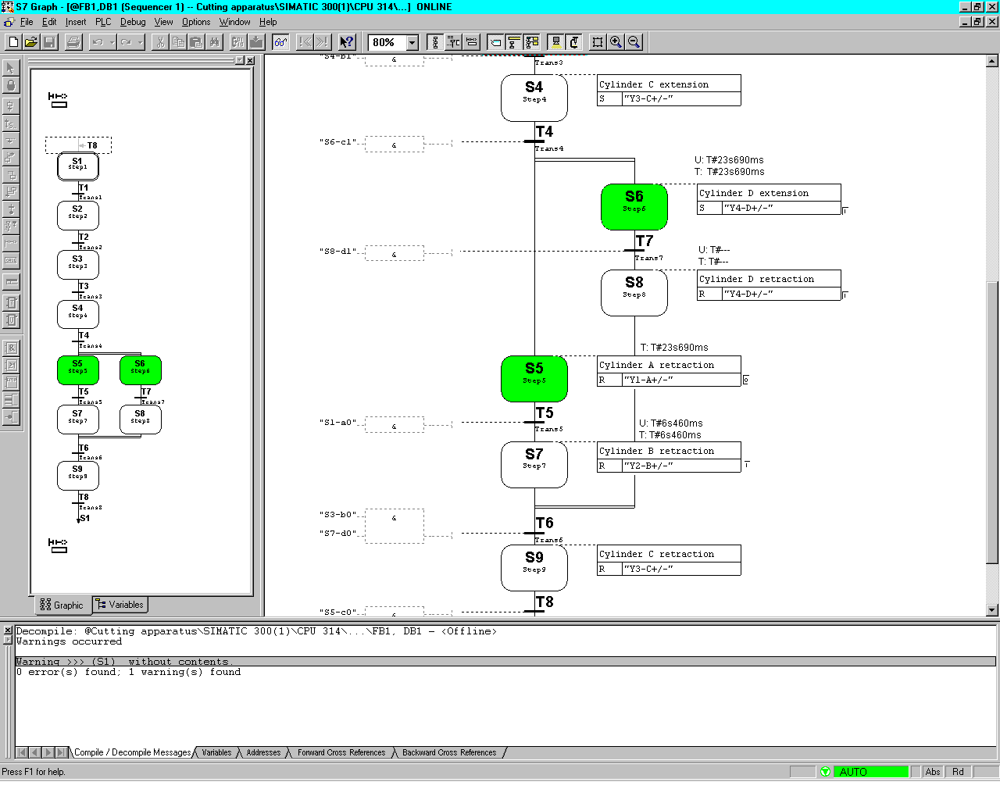 S7 Graph - [@FB1,DB1 (Sequencer 1) -- Cutting apparatus\SIMATIC 300(1)\CPU 314\...]  ONLINE
File Edit Insert PLC Debug View Options Window Help
80%
T8
S1
Step1
T1
Trans1
S2
Step2
T2
Trans2
S3
Step3
T3
Trans3
S4
Step4
T4
Trans4
S5
Step5
S6
Step6
T5
Trans5
T7
Trans7
S7
Step7
S8
Step8
T6
Trans6
S9
Step9
T8
Trans8
S1
Graphic
Variables
"S4-b1"
&
Trans3
S4
Step4
Cylinder C extension
S "Y3-C+/-"
T4
"S6-c1"
&
Trans4
U: T#23s690ms
T: T#23s690ms
S6
Step6
Cylinder D extension
S "Y4-D+/-"
T7
"S8-d1"
&
Trans7
U: T#---
T: T#---
S8
Step8
Cylinder D retraction
R "Y4-D+/-"
T: T#23s690ms
S5
Step5
Cylinder A retraction
R "Y1-A+/-"
0
T5
"S1-a0"
&
Trans5
U: T#6s460ms
T: T#6s460ms
S7
Step7
Cylinder B retraction
R "Y2-B+/-"
"S3-b0"
&
T6
"S7-d0"
Trans6
S9
Step9
Cylinder C retraction
R "Y3-C+/-"
T8
"S5-c0"
&
Decompile: @Cutting apparatus\SIMATIC 300(1)\CPU 314\...\FB1, DB1 - <Offline>
Warnings occurred
Warning >>> (S1)  without contents.
0 error(s) found; 1 warning(s) found
Compile / Decompile Messages Variables Addresses Forward Cross References Backward Cross References
Press F1 for help.
AUTO
Abs
Rd